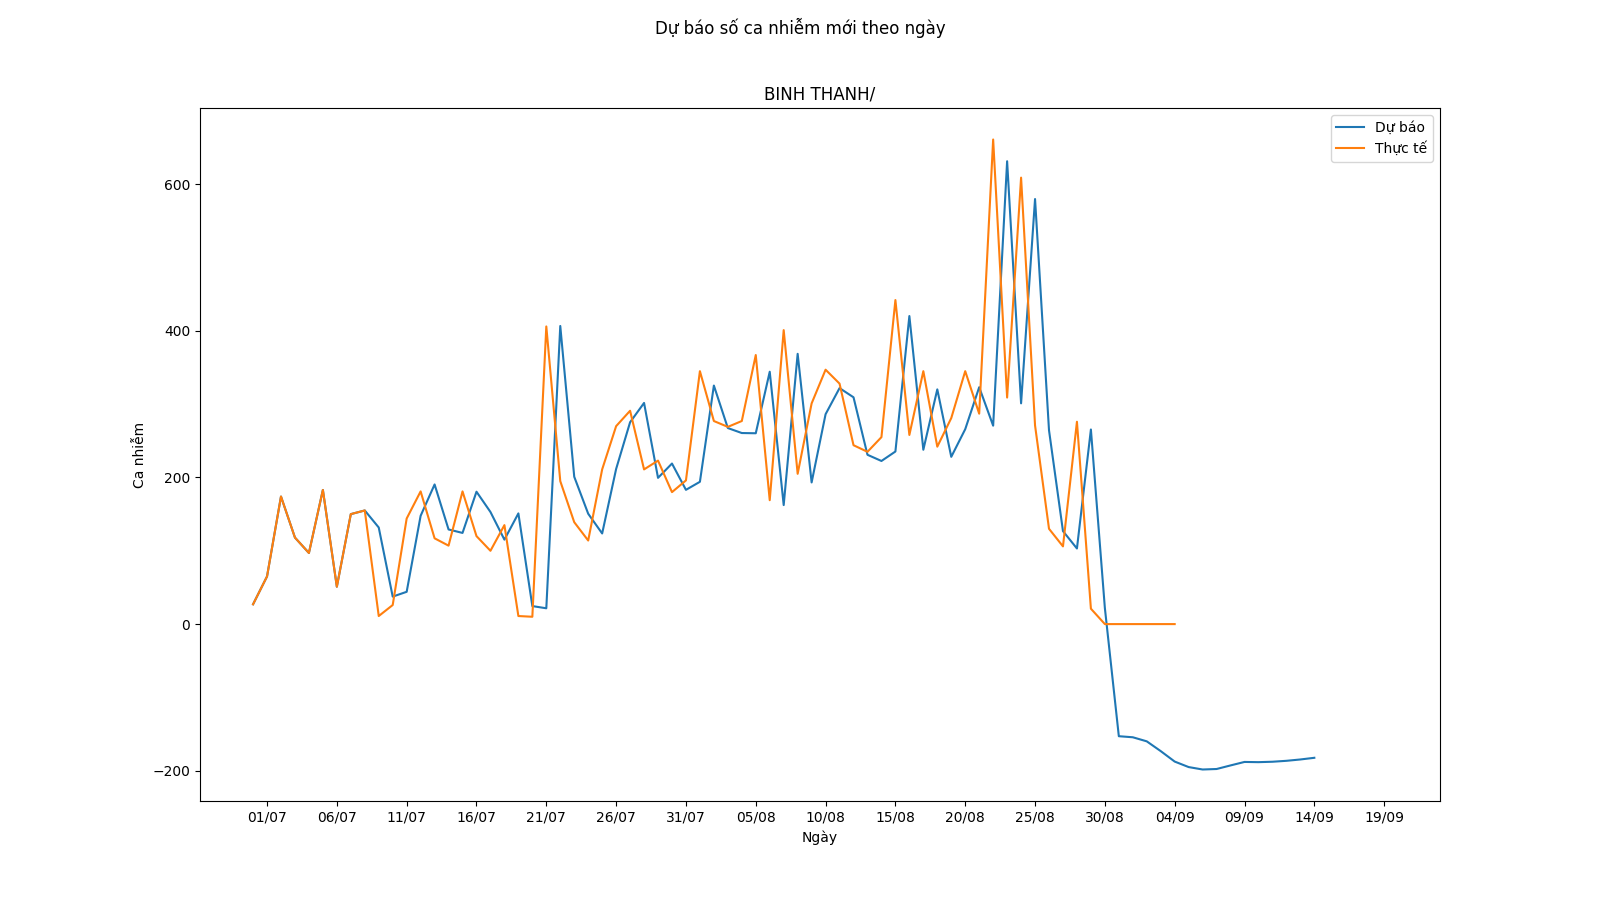 Dự báo số ca nhiễm mới theo ngày
BINH THANH/
Dự báo
Thực tế
600
400
200
0
−200
Ca nhiễm
01/07 06/07 11/07 16/07 21/07 26/07 31/07 05/08 10/08 15/08 20/08 25/08 30/08 04/09 09/09 14/09 19/09
Ngày